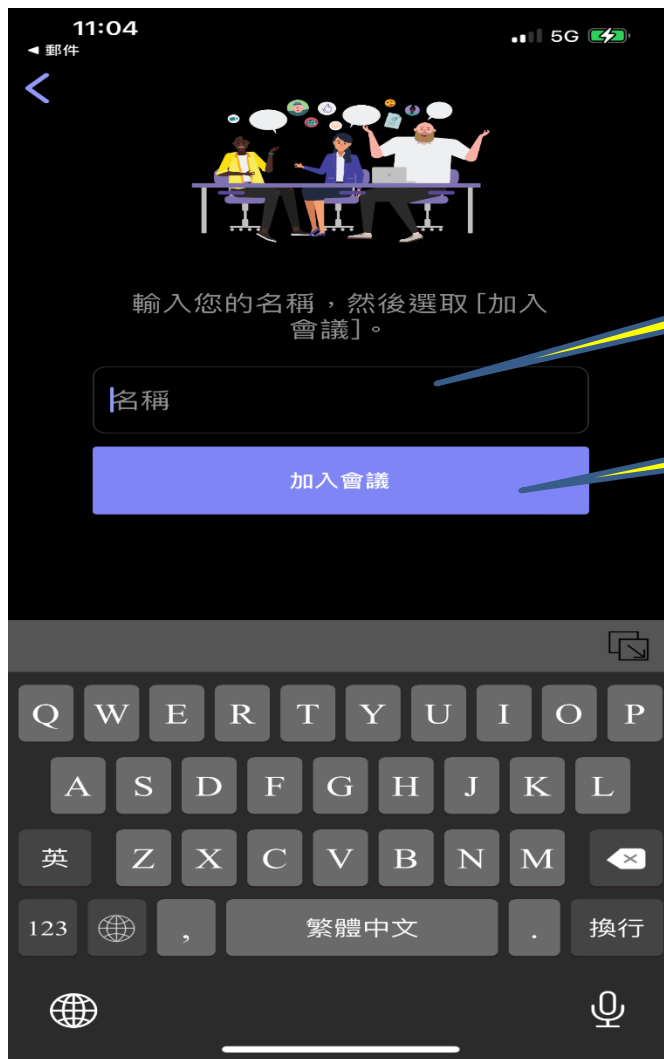 11:04
5G
◀ 郵件
輸入您的名稱，然後選取 [加入
會議]。
名稱
加入會議
Q W E R T Y U I O P
A S D F G H J K L
英 Z X C V B N M
123 , 繁體中文 . 換行